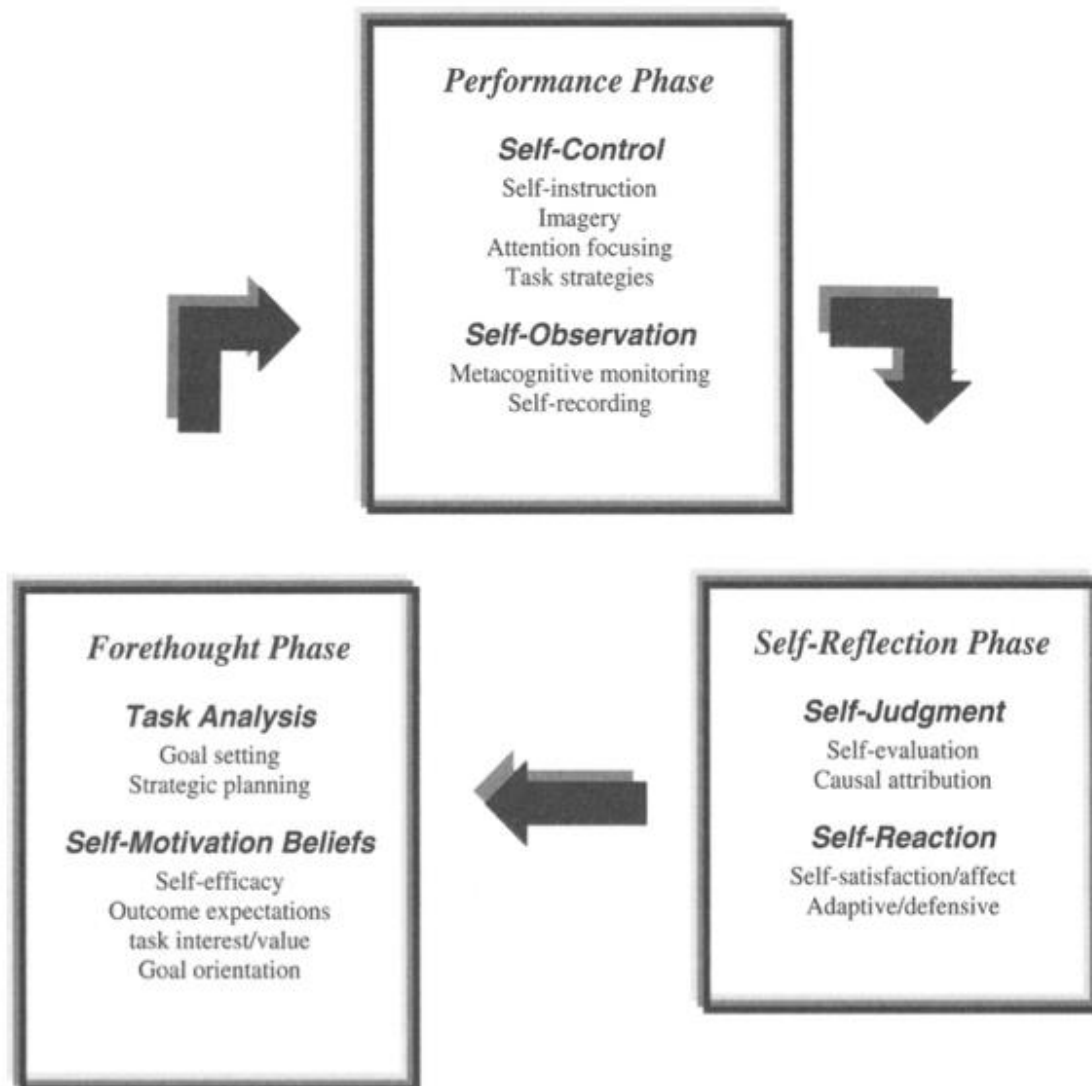 Performance Phase
Self-Control
Self-instruction
Imagery
Attention focusing
Task strategies
Self-Observation
Metacognitive monitoring
Self-recording
Forethought Phase
Task Analysis
Goal setting
Strategic planning
Self-Motivation Beliefs
Self-efficacy
Outcome expectations
task interest/value
Goal orientation
Self-Reflection Phase
Self-Judgment
Self-evaluation
Causal attribution
Self-Reaction
Self-satisfaction/affect
Adaptive/defensive